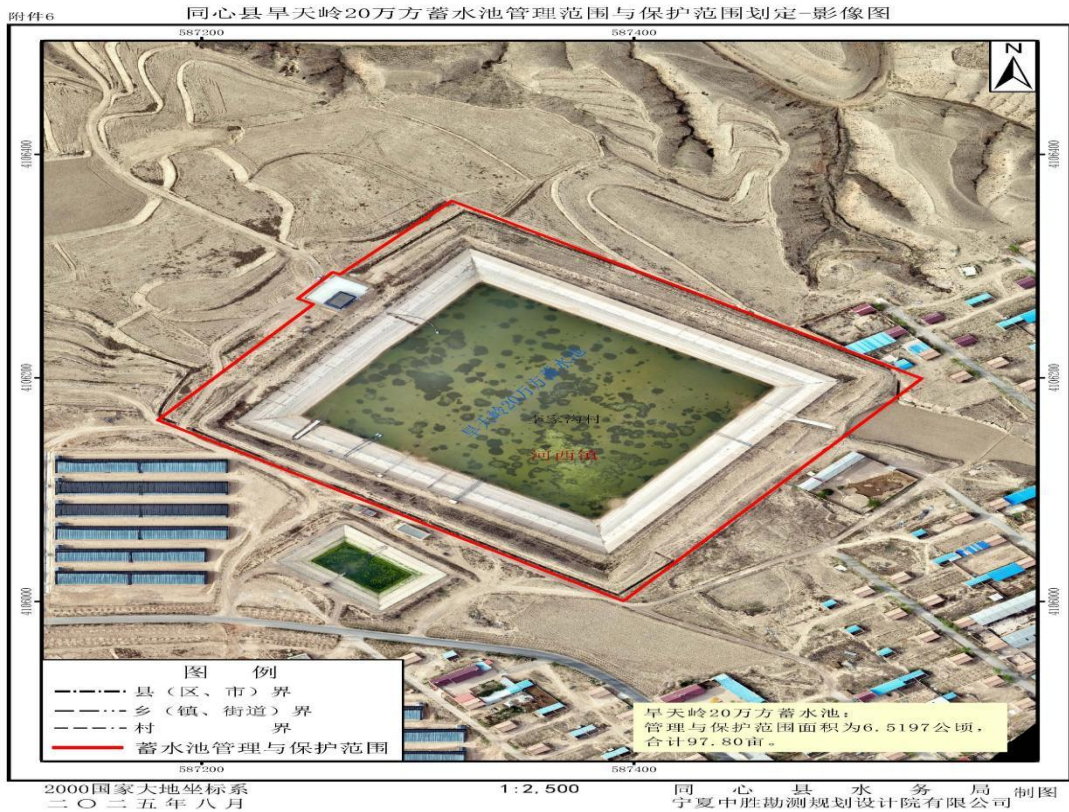 附件6
同心县旱天岭20万方蓄水池管理范围与保护范围划定-影像图
587200
587400
N
4106400
4106400
4106200
4106200
旱天岭20万方蓄水池
李家沟村
河西镇
4106000
4106000
图 例
县（区、市）界
乡（镇、街道）界
村 界
蓄水池管理与保护范围
旱天岭20万方蓄水池：
管理与保护范围面积为6.5197公顷，
合计97.80亩。
587200
587400
2000国家大地坐标系
二〇二五年八月
1:2,500
同心县水务局
宁夏中胜勘测规划设计院有限公司
制图